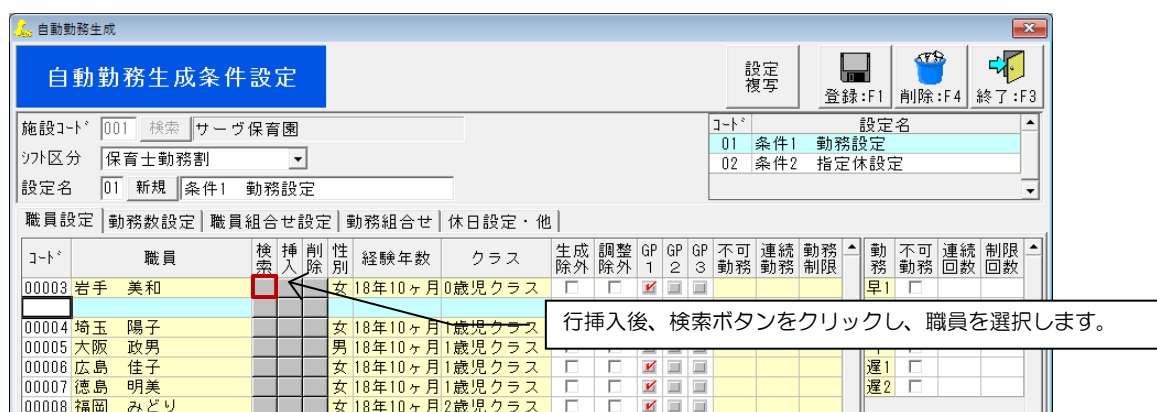 自動勤務生成
自動勤務生成条件設定
設定
複写
登録:F1
削除:F4
終了:F3
施設ｺｰﾄﾞ 001 検索 サーヴ保育園
ｼﾌﾄ区分 保育士勤務割
設定名 01 新規 条件1 勤務設定
ｺｰﾄﾞ 設定名
01 条件1 勤務設定
02 条件2 指定休設定
職員設定 勤務数設定 職員組合せ設定 勤務組合せ 休日設定・他
ｺｰﾄﾞ 職員 検索 挿入 削除 性別 経験年数 クラス 生成除外 調整除外 GP1 GP2 GP3 不可勤務 連続勤務 勤務制限 勤務 不可勤務 連続回数 制限回数
00003 岩手 美和 女 18年10ヶ月 0歳児クラス 早1
行挿入後、検索ボタンをクリックし、職員を選択します。
00004 埼玉 陽子 女 18年10ヶ月 1歳児クラス
00005 大阪 政男 男 18年10ヶ月 1歳児クラス
00006 広島 佳子 女 18年10ヶ月 1歳児クラス 遅1
00007 徳島 明美 女 18年10ヶ月 1歳児クラス 遅2
00008 福岡 みどり 女 18年10ヶ月 2歳児クラス